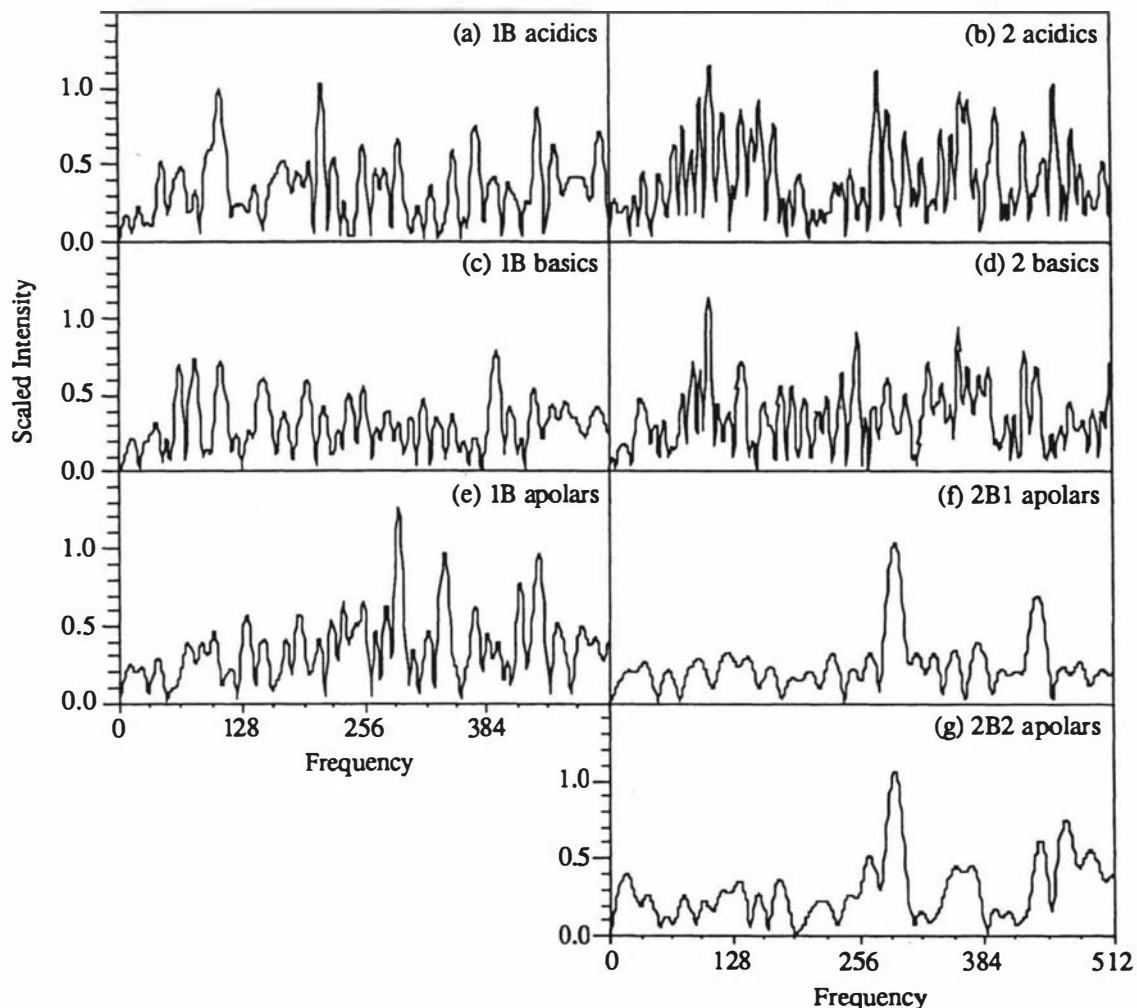 (a) 1B acidics
(b) 2 acidics
1.0
0.5
0.0
(c) 1B basics
(d) 2 basics
Scaled Intensity
1.0
0.5
0.0
(e) 1B apolars
(f) 2B1 apolars
1.0
0.5
0.0
0
128
256
384
Frequency
(g) 2B2 apolars
1.0
0.5
0.0
0
128
256
384
512
Frequency